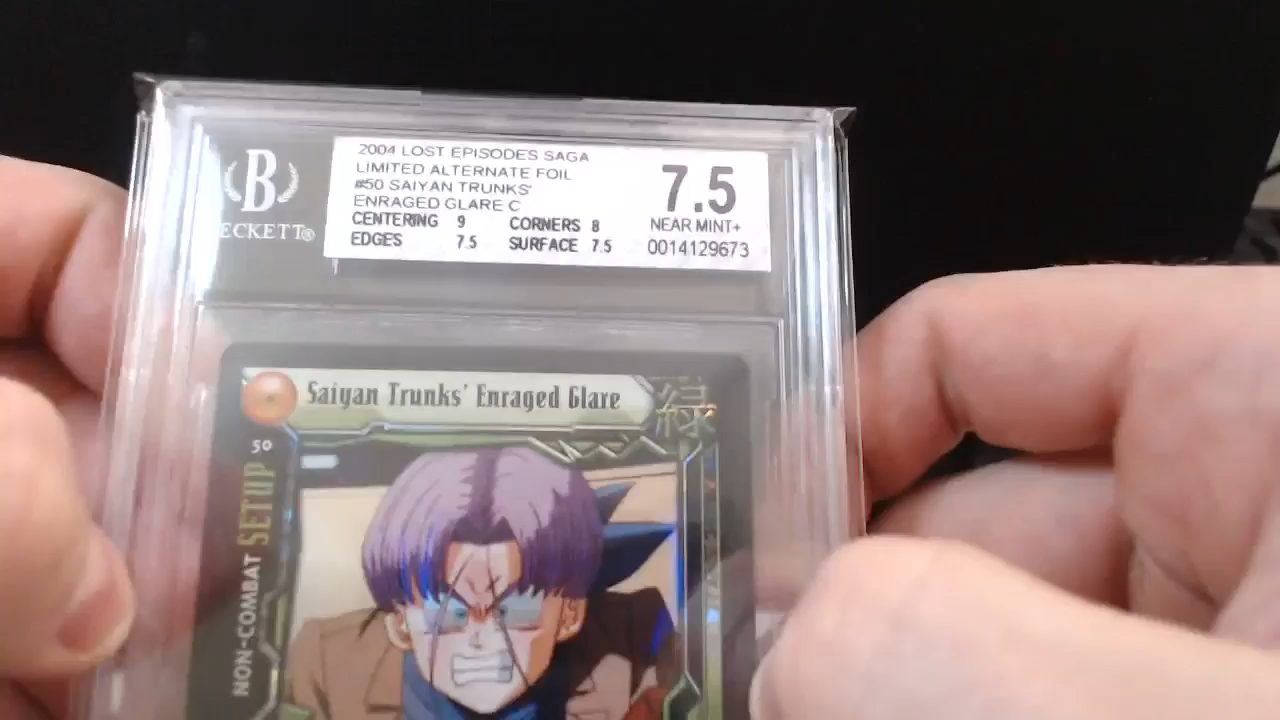 B
ECKETT®
2004 LOST EPISODES SAGA
LIMITED ALTERNATE FOIL
#50 SAIYAN TRUNKS'
ENRAGED GLARE C
CENTERING 9 CORNERS 8
EDGES 7.5 SURFACE 7.5
7.5
NEAR MINT+
0014129673
Saiyan Trunks' Enraged Glare
緑
50
NON-COMBAT SETUP